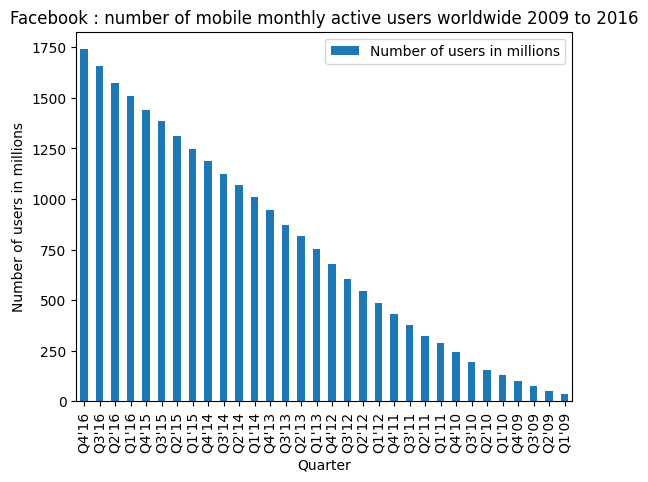 Facebook : number of mobile monthly active users worldwide 2009 to 2016
Number of users in millions
Number of users in millions
1750
1500
1250
1000
750
500
250
0
Q4'16
Q3'16
Q2'16
Q1'16
Q4'15
Q3'15
Q2'15
Q1'15
Q4'14
Q3'14
Q2'14
Q1'14
Q4'13
Q3'13
Q2'13
Q1'13
Q4'12
Q3'12
Q2'12
Q1'12
Q4'11
Q3'11
Q2'11
Q1'11
Q4'10
Q3'10
Q2'10
Q1'10
Q4'09
Q3'09
Q2'09
Q1'09
Quarter